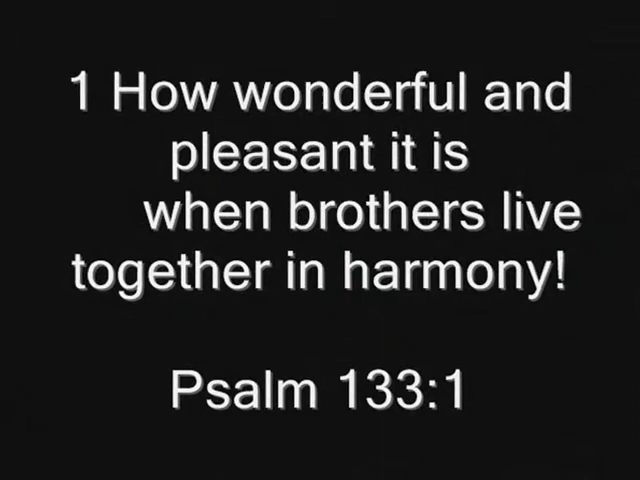 1 How wonderful and
pleasant it is
when brothers live
together in harmony!
Psalm 133:1